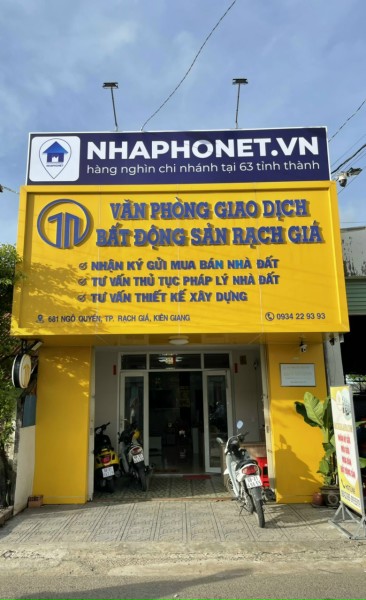 NHAPHONET
NHAPHONET.VN
hàng nghìn chi nhánh tại 63 tỉnh thành
VĂN PHÒNG GIAO DỊCH
BẤT ĐỘNG SẢN RẠCH GIÁ
NHẬN KÝ GỬI MUA BÁN NHÀ ĐẤT
TƯ VẤN THỦ TỤC PHÁP LÝ NHÀ ĐẤT
TƯ VẤN THIẾT KẾ XÂY DỰNG
681 NGÔ QUYỀN, TP. RẠCH GIÁ, KIÊN GIANG
0934 22 93 93